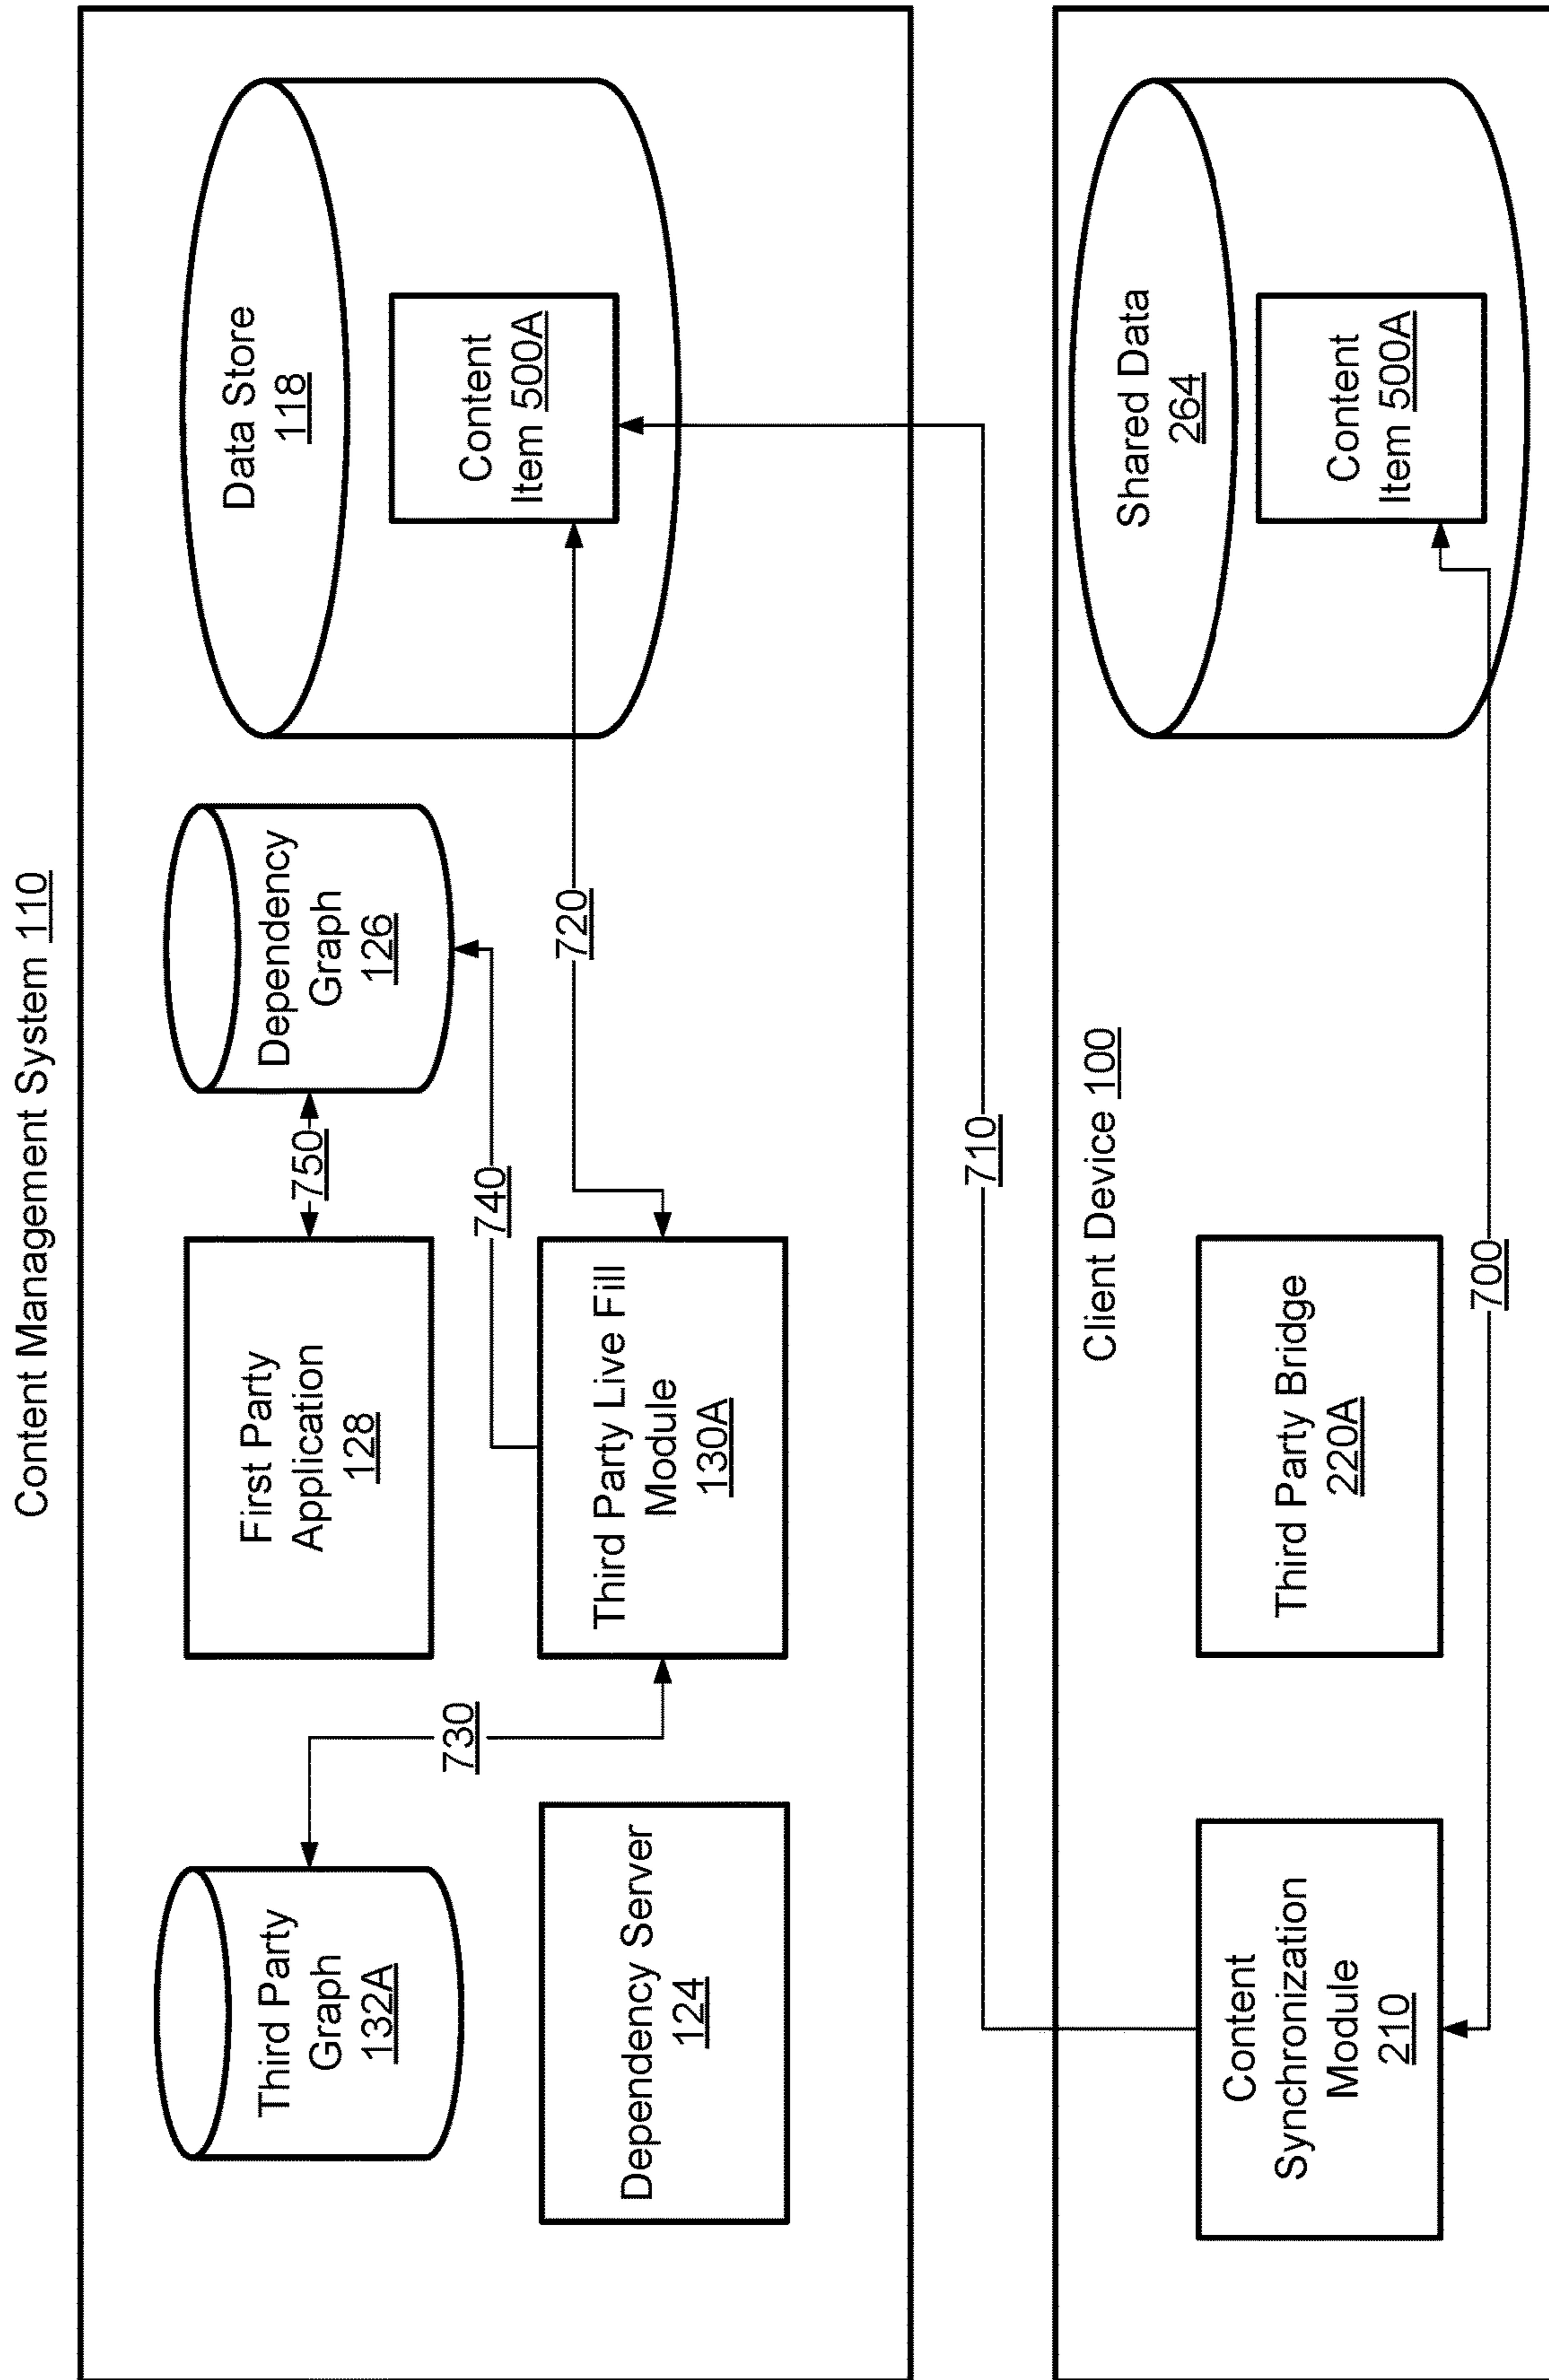 Content Management System 110
Third Party
Graph
132A
730
First Party
Application
128
750
Dependency
Graph
126
Data Store
118
Content
Item 500A
740
720
Dependency Server
124
Third Party Live Fill
Module
130A
710
Client Device 100
Content
Synchronization
Module
210
Third Party Bridge
220A
700
Shared Data
264
Content
Item 500A